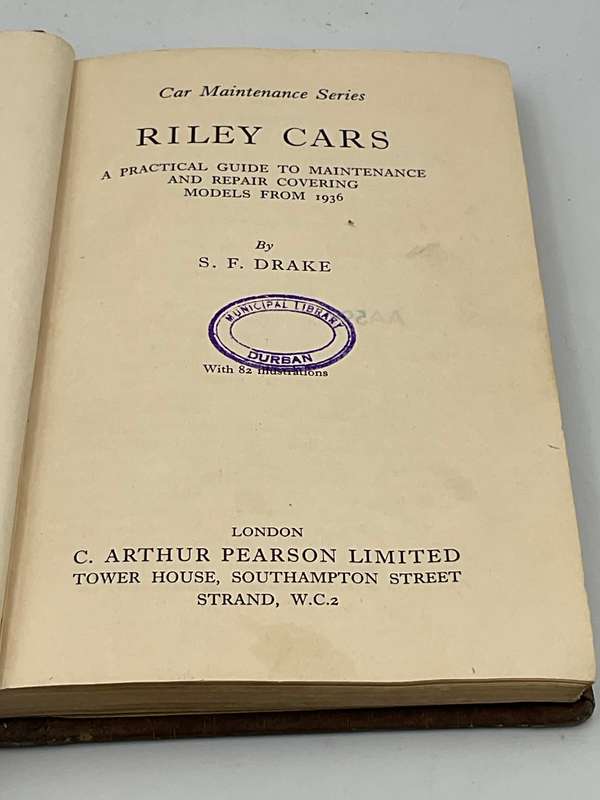 Car Maintenance Series
RILEY CARS
A PRACTICAL GUIDE TO MAINTENANCE
AND REPAIR COVERING
MODELS FROM 1936
By
S. F. DRAKE
MUNICIPAL LIBRARY
DURBAN
With 82 Illustrations
LONDON
C. ARTHUR PEARSON LIMITED
TOWER HOUSE, SOUTHAMPTON STREET
STRAND, W.C.2